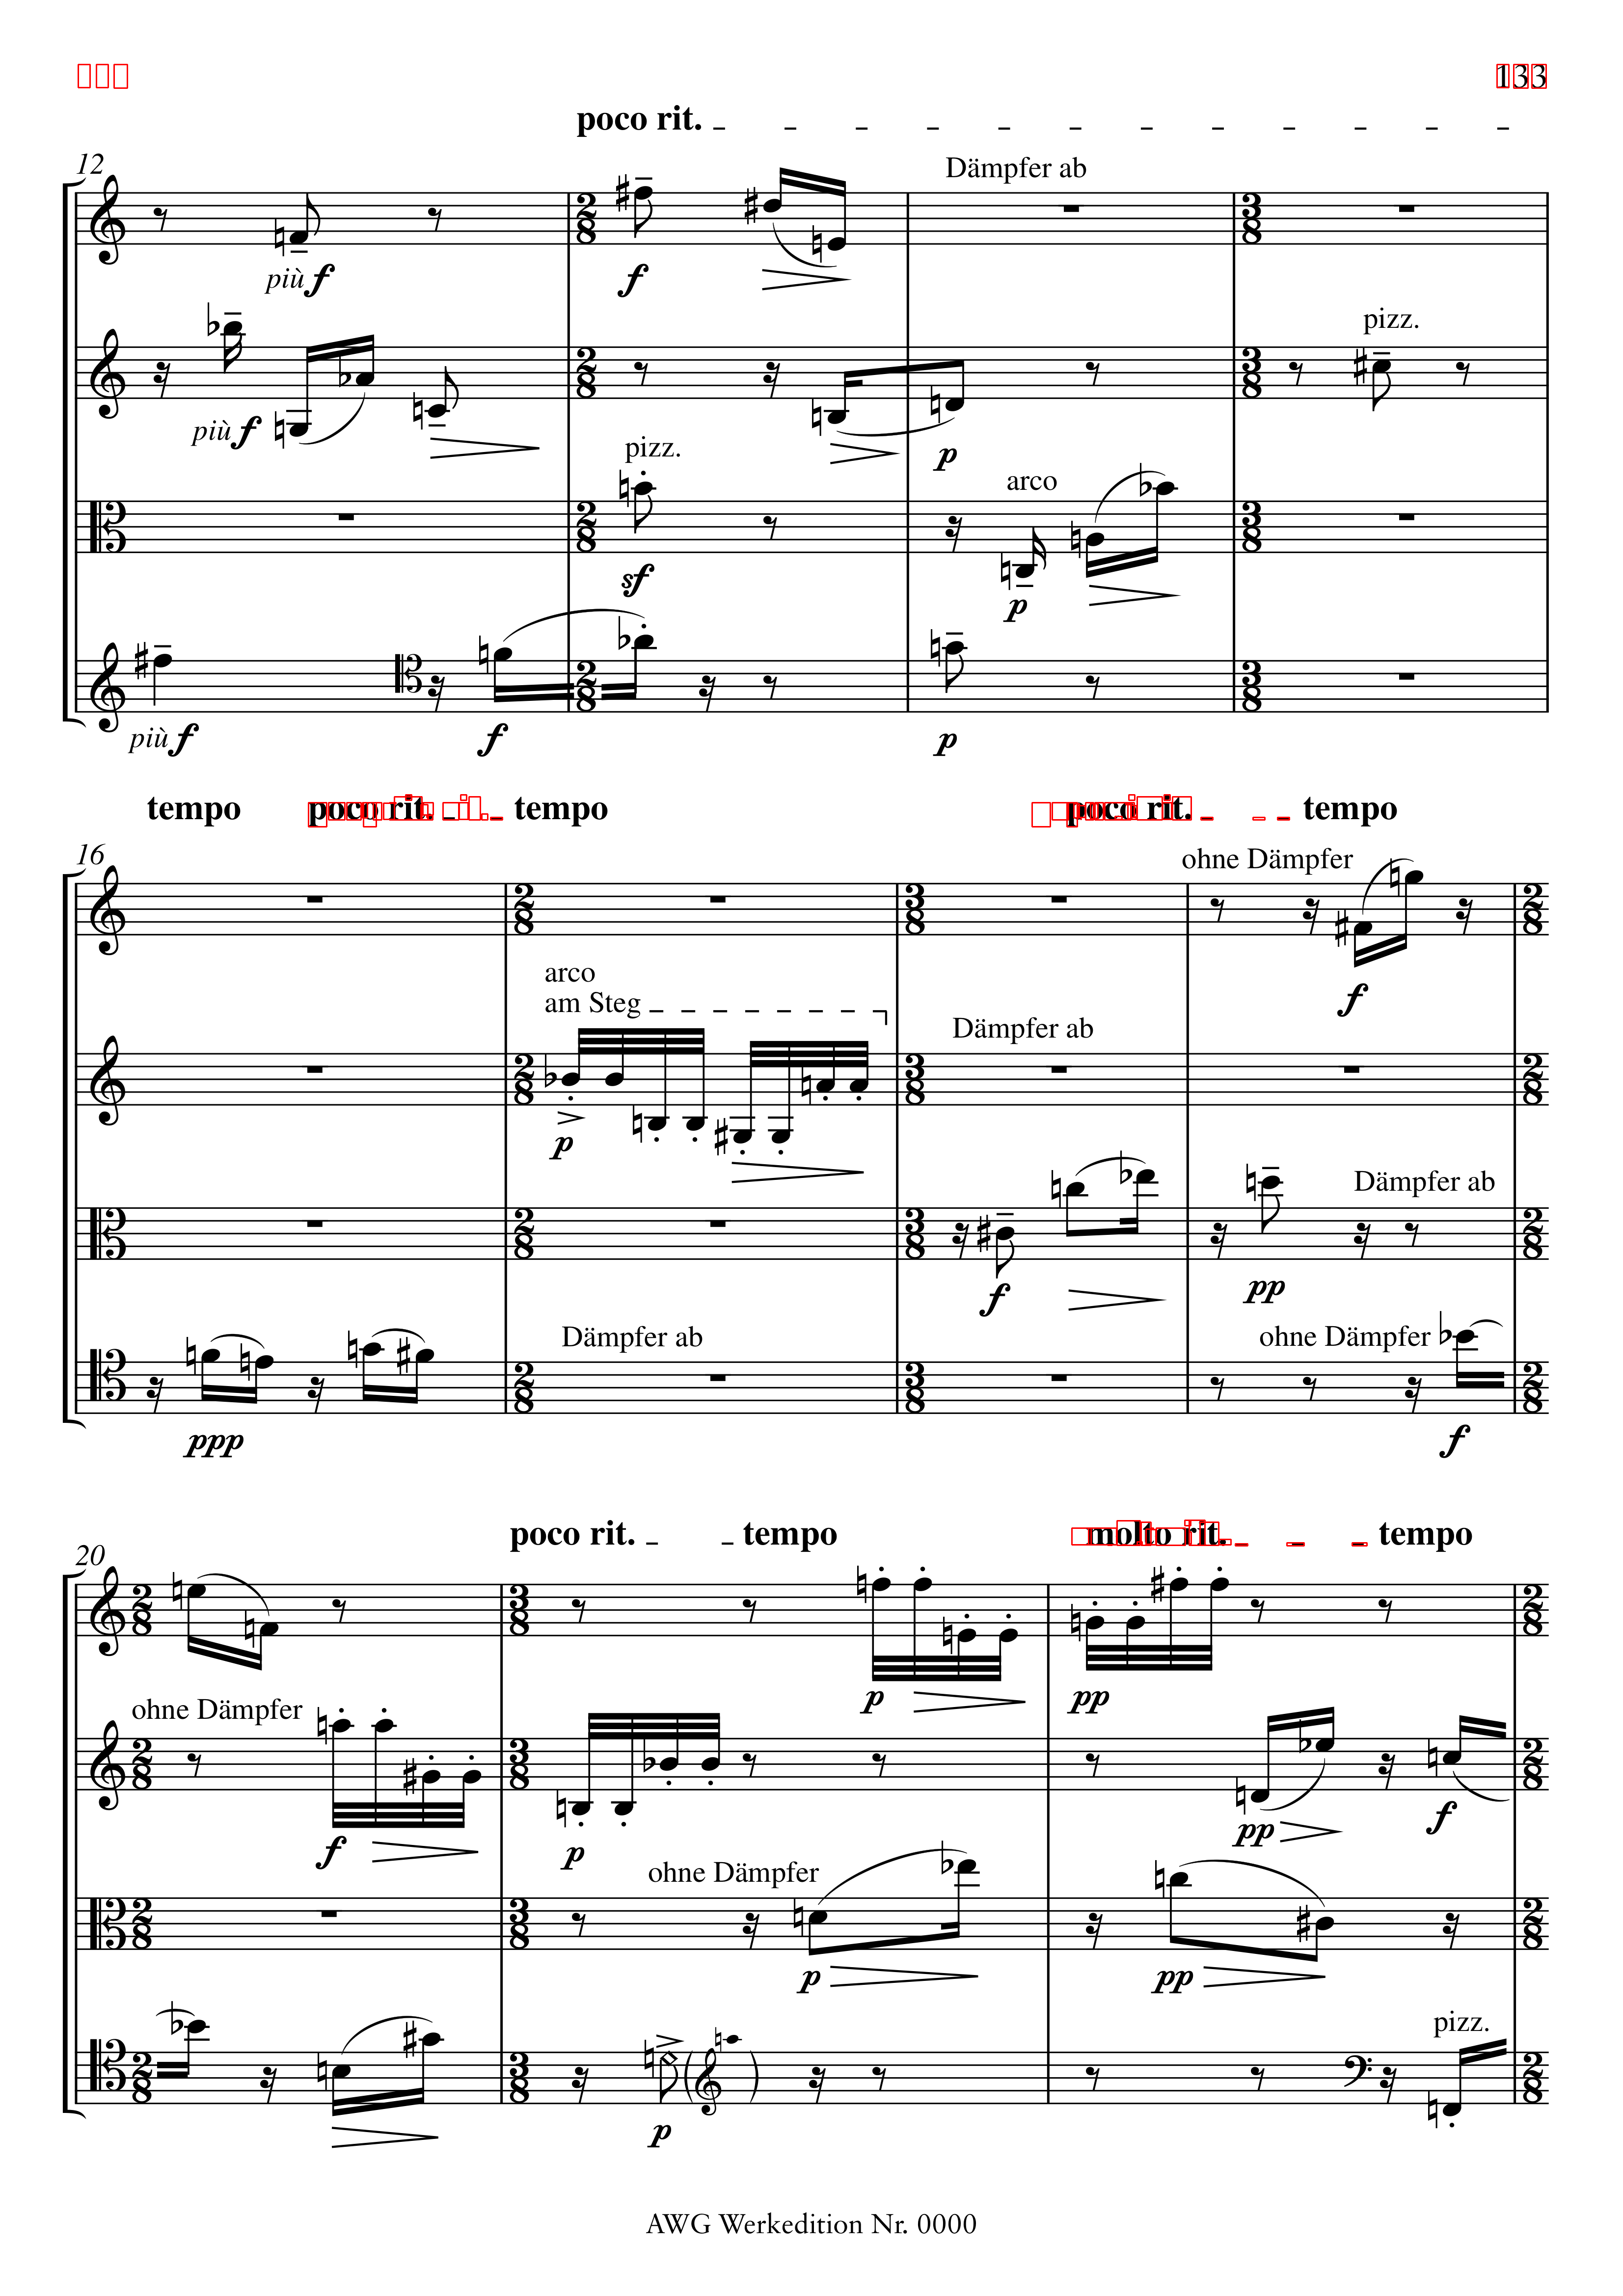 133
poco rit.
12
Dämpfer ab
più f
f
pizz.
più f
pizz.
p
arco
sf
p
più f
f
p
tempo poco rit. tempo poco rit. tempo
16
ohne Dämpfer
f
arco
am Steg
Dämpfer ab
p
Dämpfer ab
f
pp
Dämpfer ab
ohne Dämpfer
ppp
f
poco rit. tempo molto rit. tempo
20
p
pp
ohne Dämpfer
f
p
pp
f
ohne Dämpfer
p
pp
pizz.
p
AWG Werkedition Nr. 0000